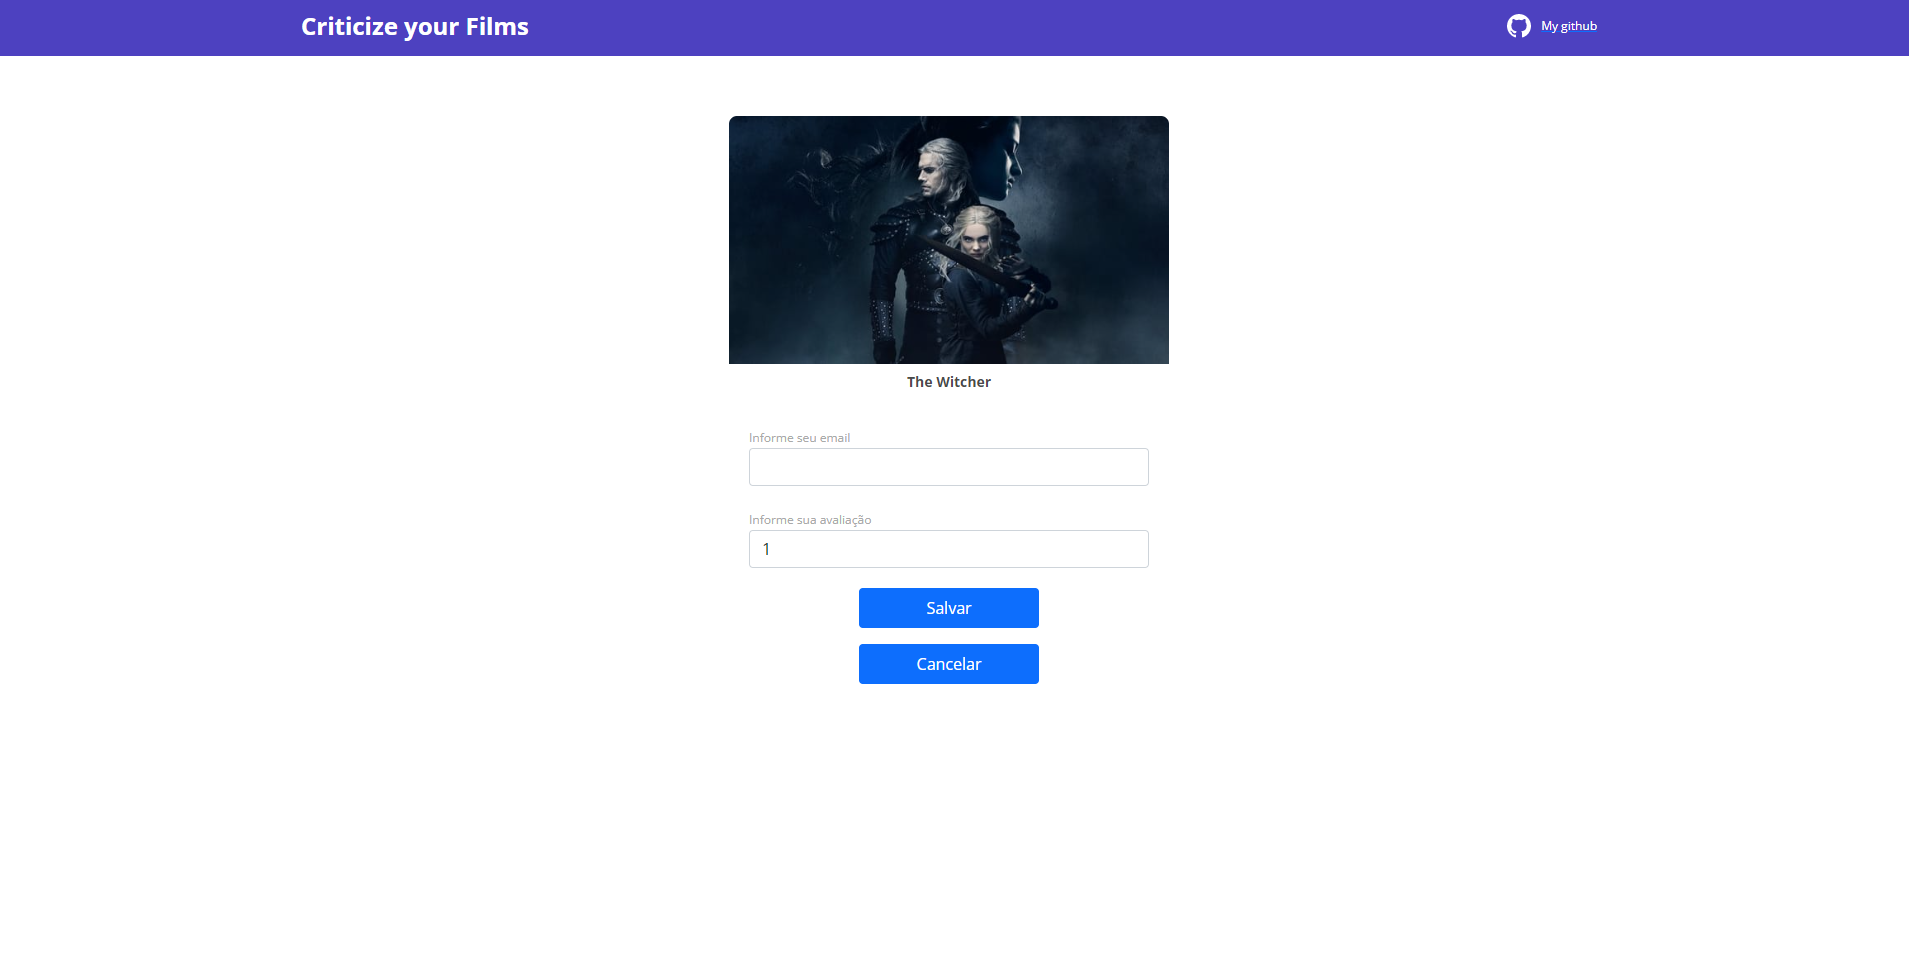 Criticize your Films
My github
The Witcher
Informe seu email
Informe sua avaliação
1
Salvar
Cancelar